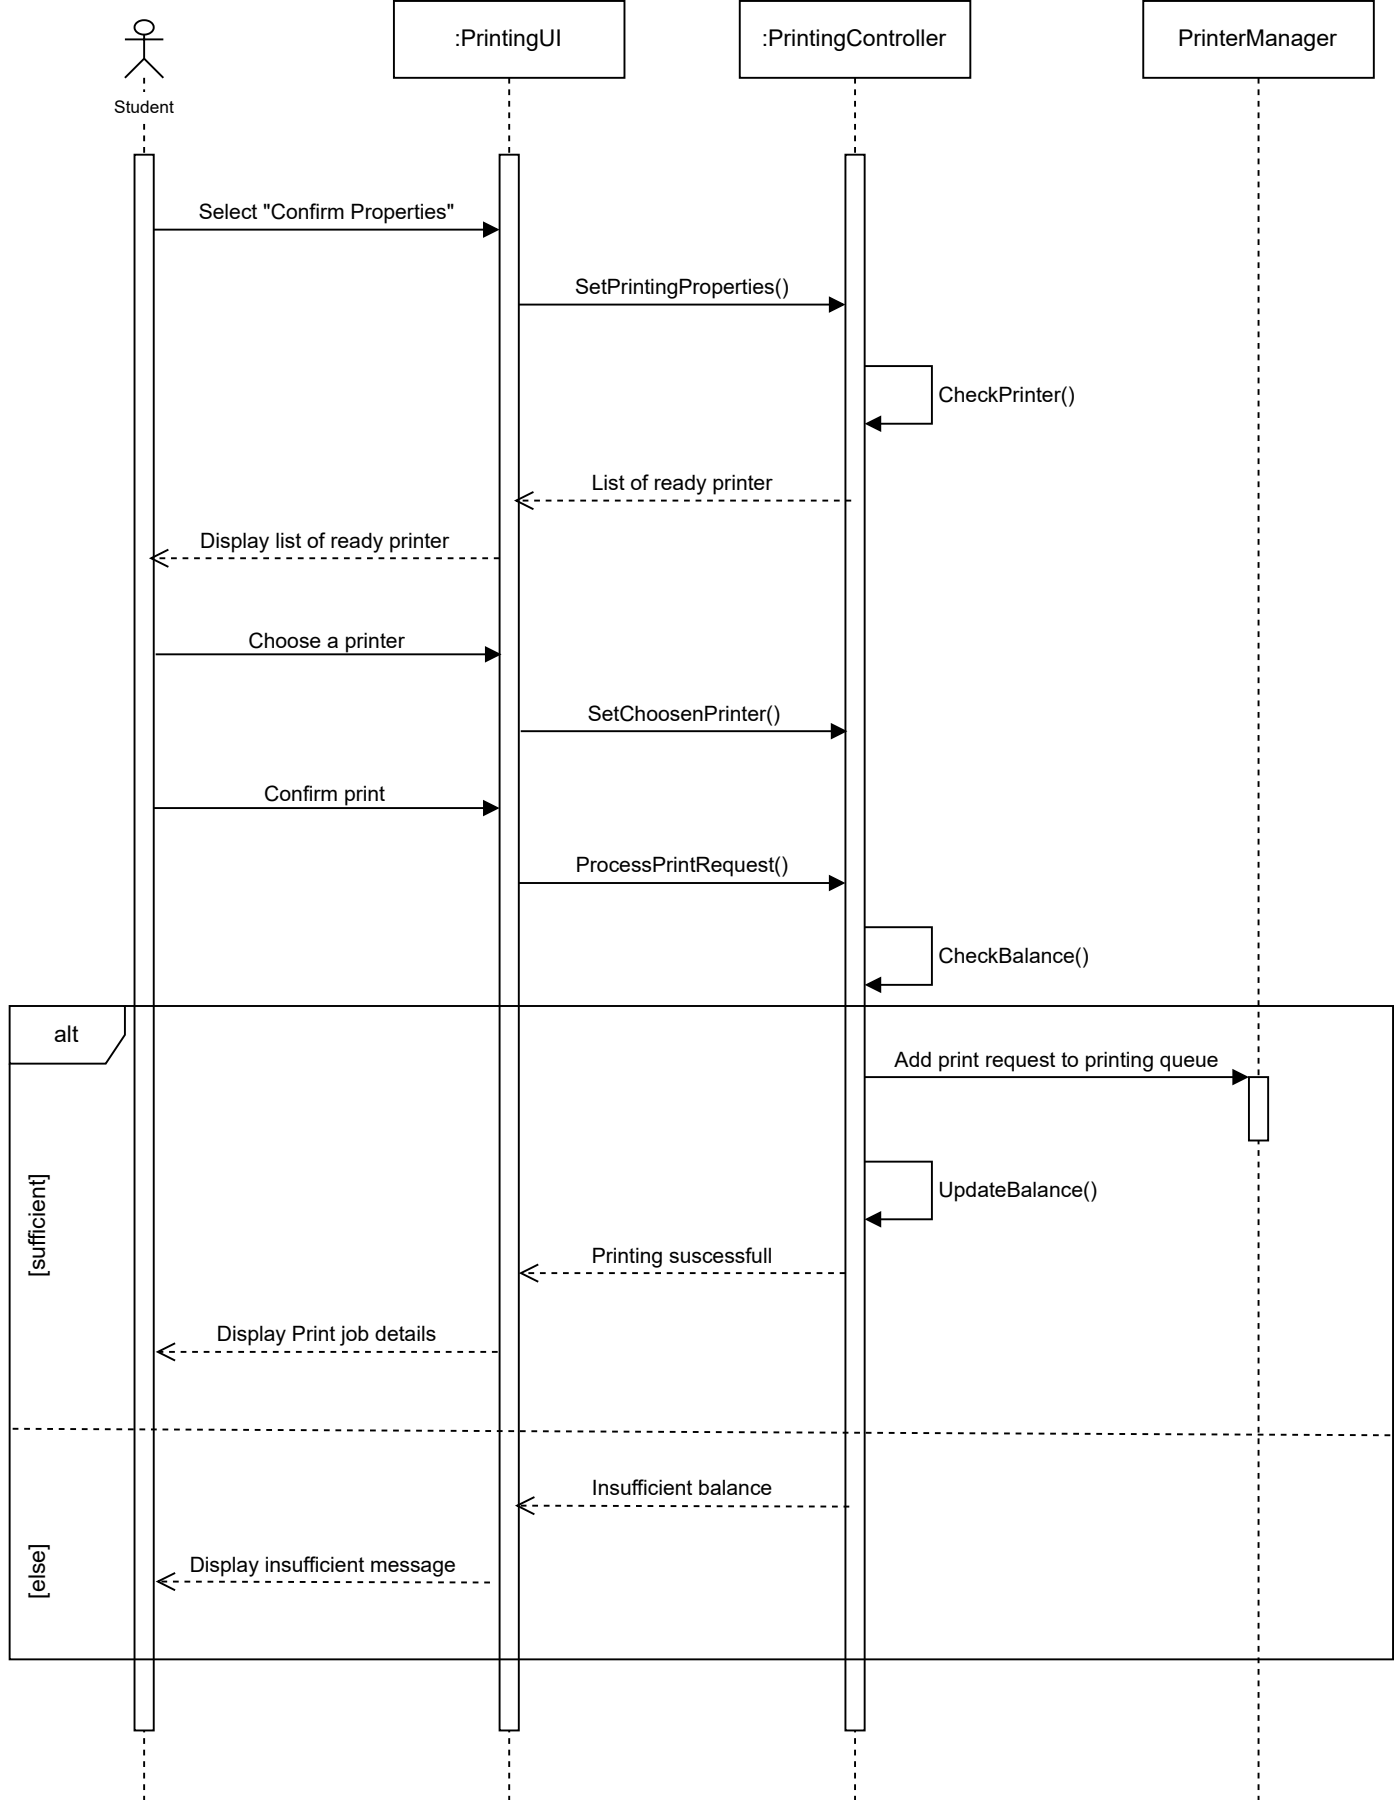 :PrintingUI
:PrintingController
PrinterManager
Student
Select "Confirm Properties"
SetPrintingProperties()
CheckPrinter()
List of ready printer
Display list of ready printer
Choose a printer
SetChoosenPrinter()
Confirm print
ProcessPrintRequest()
CheckBalance()
alt
Add print request to printing queue
[sufficient]
UpdateBalance()
Printing suscessfull
Display Print job details
Insufficient balance
[else]
Display insufficient message